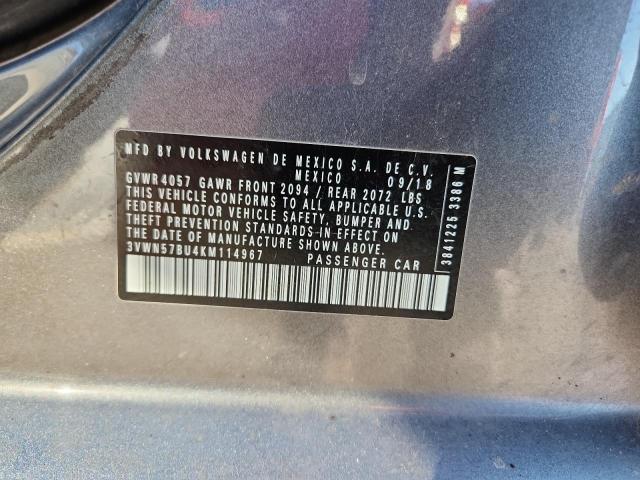 MFD BY VOLKSWAGEN DE MEXICO S.A. DE C.V.
MEXICO 09/18
GVWR 4057 GAWR FRONT 2094 / REAR 2072 LBS
THIS VEHICLE CONFORMS TO ALL APPLICABLE U.S.
FEDERAL MOTOR VEHICLE SAFETY, BUMPER AND
THEFT PREVENTION STANDARDS IN EFFECT ON
THE DATE OF MANUFACTURE SHOWN ABOVE.
3VWN57BU4KM114967 PASSENGER CAR
3841225 3386 M